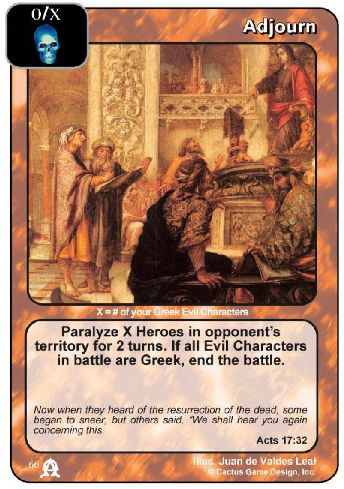 0/X
Adjourn
X = # of your Greek Evil Characters
Paralyze X Heroes in opponent's
territory for 2 turns. If all Evil Characters
in battle are Greek, end the battle.
Now when they heard of the resurrection of the dead, some
began to sneer, but others said, "We shall hear you again
concerning this.
Acts 17:32
66
Illus. Juan de Valdes Leal
© Cactus Game Design, Inc.